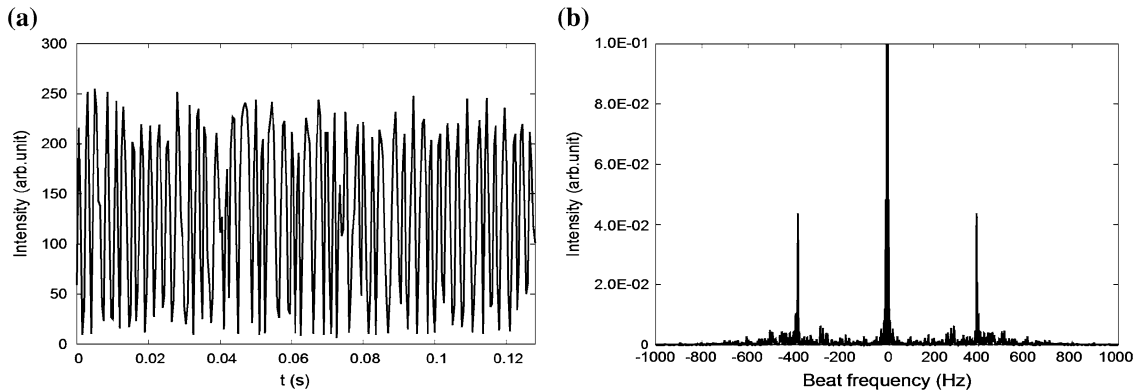 (a)
300
250
200
150
100
50
0
Intensity (arb.unit)
0 0.02 0.04 0.06 0.08 0.1 0.12
t (s)
(b)
1.0E-01
8.0E-02
6.0E-02
4.0E-02
2.0E-02
0
Intensity (arb.unit)
-1000 -800 -600 -400 -200 0 200 400 600 800 1000
Beat frequency (Hz)